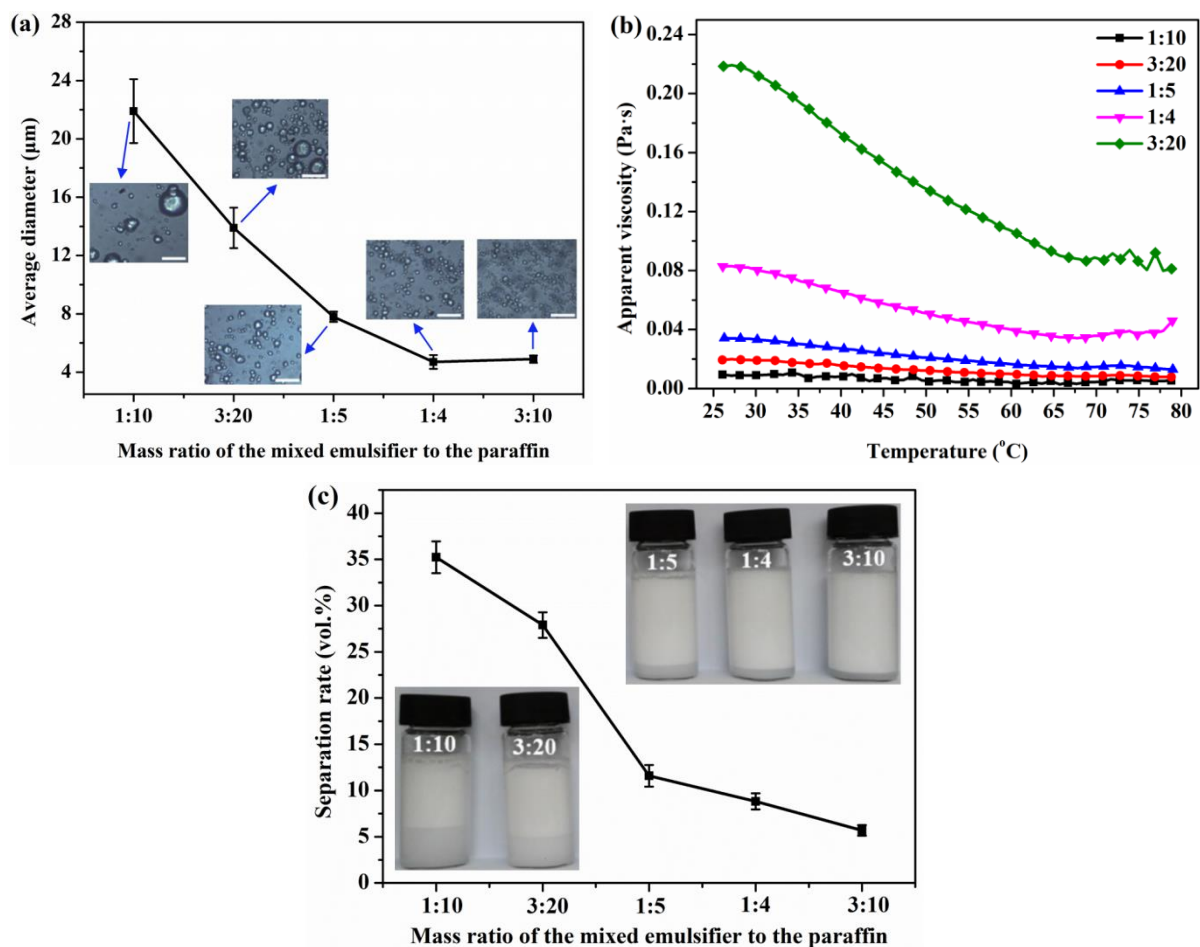 (a)
28
24
20
16
12
8
4
Average diameter (μm)
1:10 3:20 1:5 1:4 3:10
Mass ratio of the mixed emulsifier to the paraffin
(b)
0.24
0.20
0.16
0.12
0.08
0.04
0.00
Apparent viscosity (Pa·s)
1:10
3:20
1:5
1:4
3:20
25 30 35 40 45 50 55 60 65 70 75 80
Temperature (°C)
(c)
40
35
30
25
20
15
10
5
0
Separation rate (vol.%)
1:5 1:4 3:10
1:10 3:20
1:10 3:20 1:5 1:4 3:10
Mass ratio of the mixed emulsifier to the paraffin